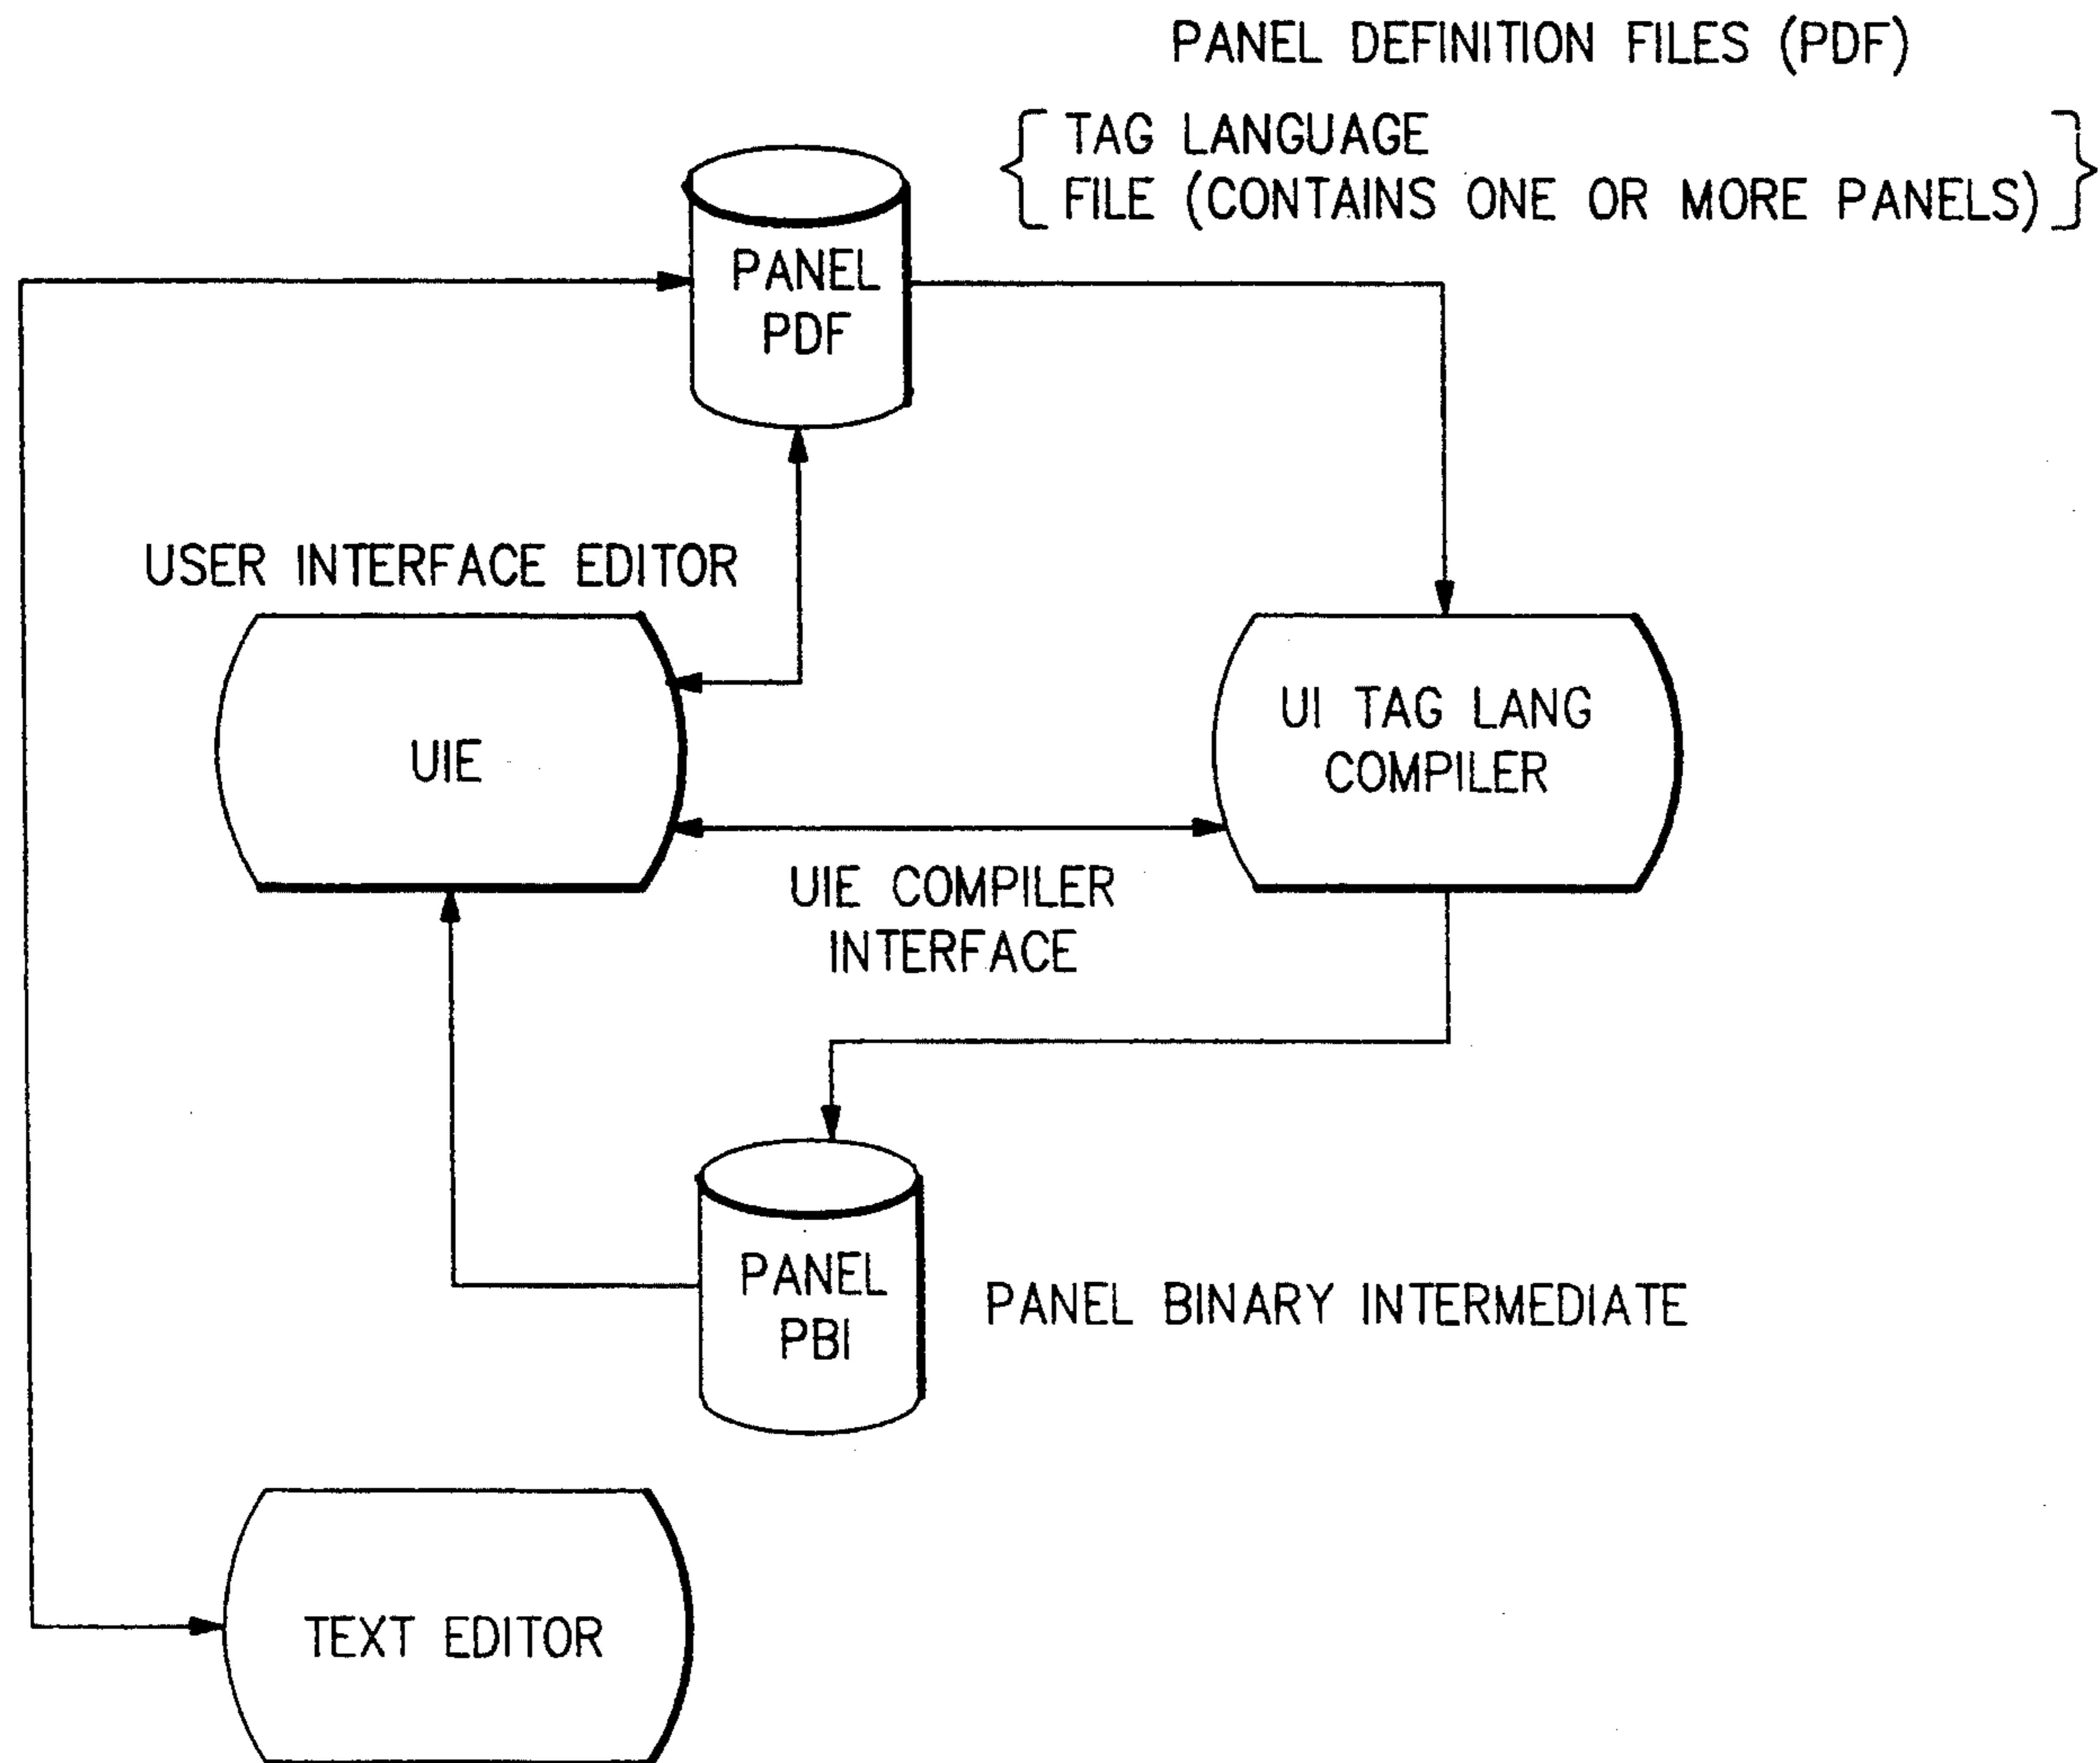 PANEL DEFINITION FILES (PDF)
TAG LANGUAGE
FILE (CONTAINS ONE OR MORE PANELS)
PANEL
PDF
USER INTERFACE EDITOR
UIE
UI TAG LANG
COMPILER
UIE COMPILER
INTERFACE
PANEL
PBI
PANEL BINARY INTERMEDIATE
TEXT EDITOR